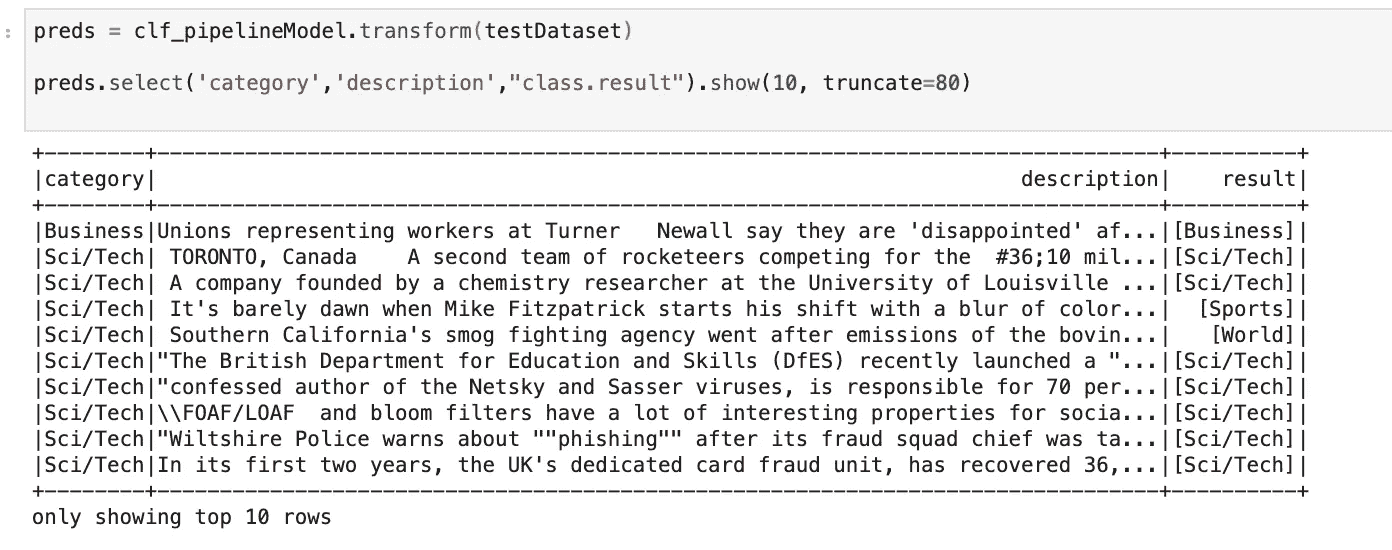 :
preds = clf_pipelineModel.transform(testDataset)
preds.select('category','description',"class.result").show(10, truncate=80)
+--------+--------------------------------------------------------------------------------+----------+
|category|                                                                     description|    result|
+--------+--------------------------------------------------------------------------------+----------+
|Business|Unions representing workers at Turner   Newall say they are 'disappointed' af...|[Business]|
|Sci/Tech| TORONTO, Canada    A second team of rocketeers competing for the  #36;10 mil...|[Sci/Tech]|
|Sci/Tech| A company founded by a chemistry researcher at the University of Louisville ...|[Sci/Tech]|
|Sci/Tech| It's barely dawn when Mike Fitzpatrick starts his shift with a blur of color...|  [Sports]|
|Sci/Tech| Southern California's smog fighting agency went after emissions of the bovin...|   [World]|
|Sci/Tech|"The British Department for Education and Skills (DfES) recently launched a "...|[Sci/Tech]|
|Sci/Tech|"confessed author of the Netsky and Sasser viruses, is responsible for 70 per...|[Sci/Tech]|
|Sci/Tech|\\FOAF/LOAF  and bloom filters have a lot of interesting properties for socia...|[Sci/Tech]|
|Sci/Tech|"Wiltshire Police warns about ""phishing"" after its fraud squad chief was ta...|[Sci/Tech]|
|Sci/Tech|In its first two years, the UK's dedicated card fraud unit, has recovered 36,...|[Sci/Tech]|
+--------+--------------------------------------------------------------------------------+----------+
only showing top 10 rows